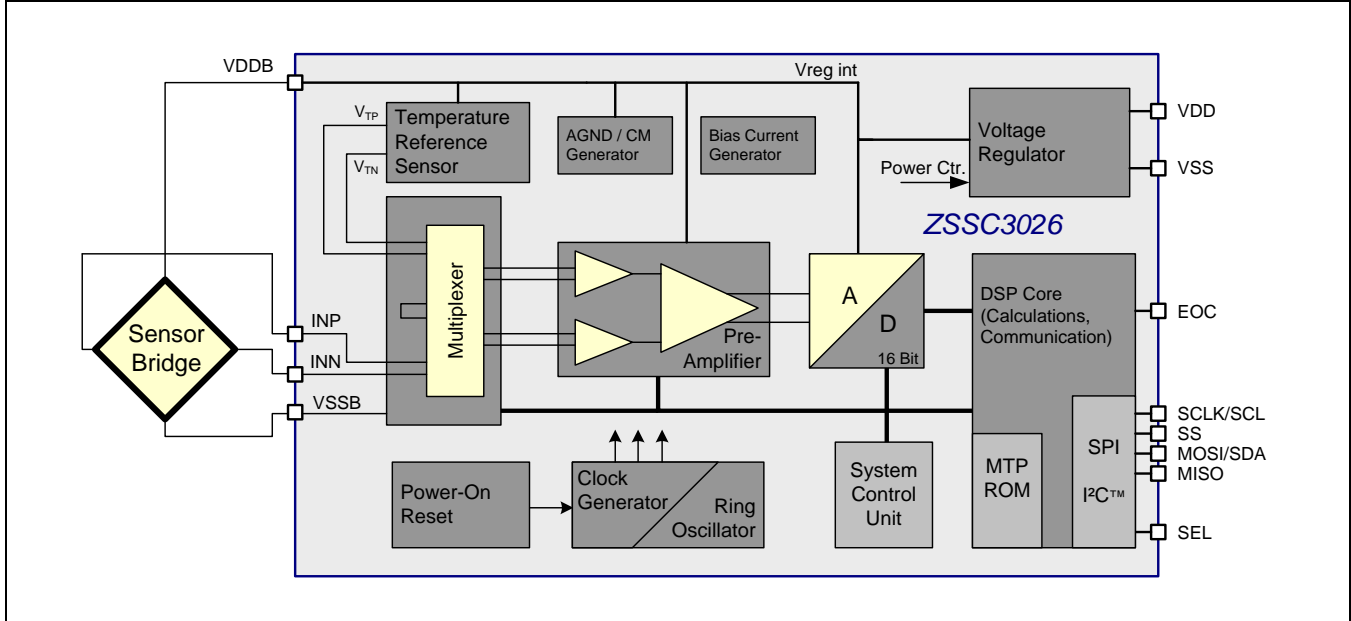 VDDB
Vreg int
VTP
Temperature
Reference
Sensor
VTN
AGND / CM
Generator
Bias Current
Generator
Voltage
Regulator
VDD
VSS
Power Ctr.
ZSSC3026
Multiplexer
Pre-
Amplifier
A
D
16 Bit
DSP Core
(Calculations,
Communication)
EOC
Sensor
Bridge
INP
INN
VSSB
SCLK/SCL
SS
MOSI/SDA
MISO
SEL
Power-On
Reset
Clock
Generator
Ring
Oscillator
System
Control
Unit
MTP
ROM
SPI
I²C™